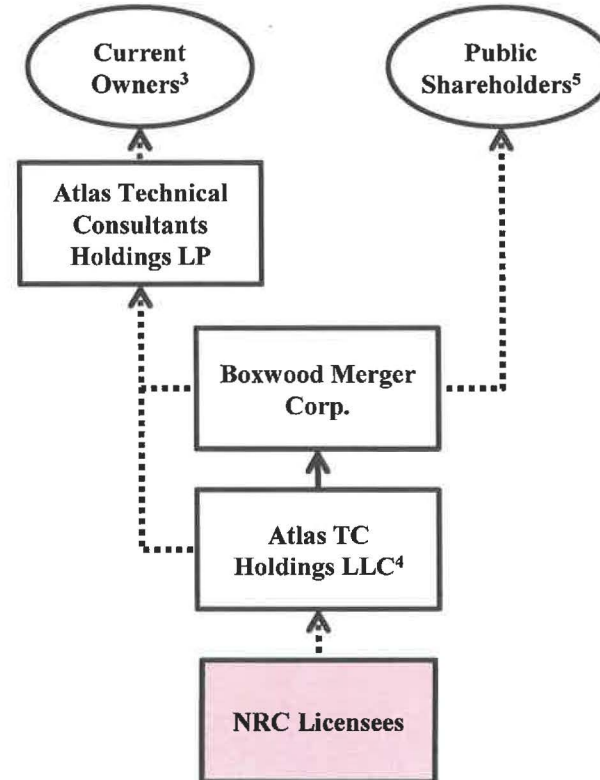 Current
Owners³
Public
Shareholders⁵
Atlas Technical
Consultants
Holdings LP
Boxwood Merger
Corp.
Atlas TC
Holdings LLC⁴
NRC Licensees